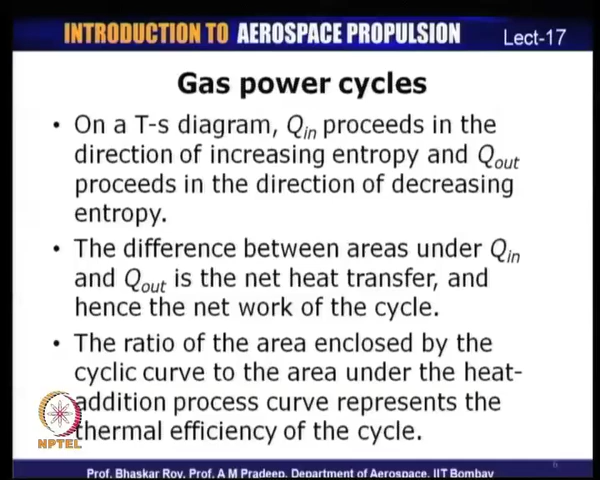 INTRODUCTION TO AEROSPACE PROPULSION
Lect-17
Gas power cycles
• On a T-s diagram, Qin proceeds in the
direction of increasing entropy and Qout
proceeds in the direction of decreasing
entropy.
• The difference between areas under Qin
and Qout is the net heat transfer, and
hence the net work of the cycle.
• The ratio of the area enclosed by the
cyclic curve to the area under the heat-
addition process curve represents the
thermal efficiency of the cycle.
NPTEL
6
Prof. Bhaskar Roy, Prof. A M Pradeep, Department of Aerospace, IIT Bombay